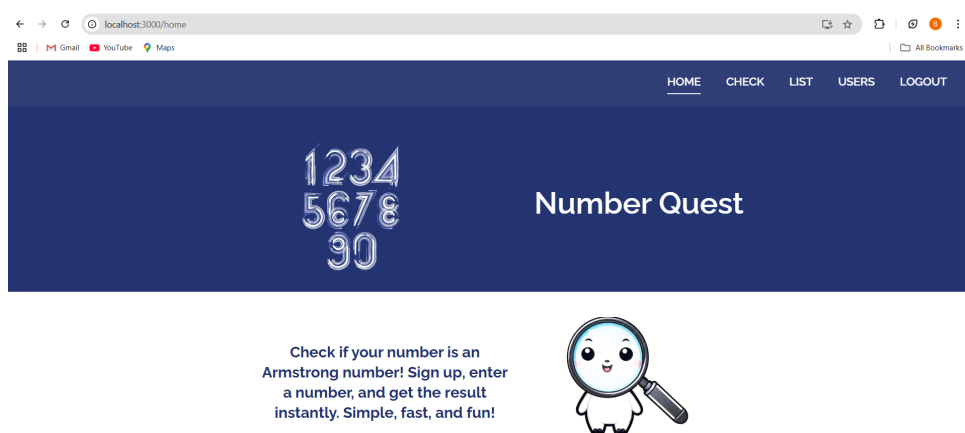 localhost:3000/home
B
Gmail YouTube Maps
All Bookmarks
HOME CHECK LIST USERS LOGOUT
1234
5678
90
Number Quest
Check if your number is an
Armstrong number! Sign up, enter
a number, and get the result
instantly. Simple, fast, and fun!